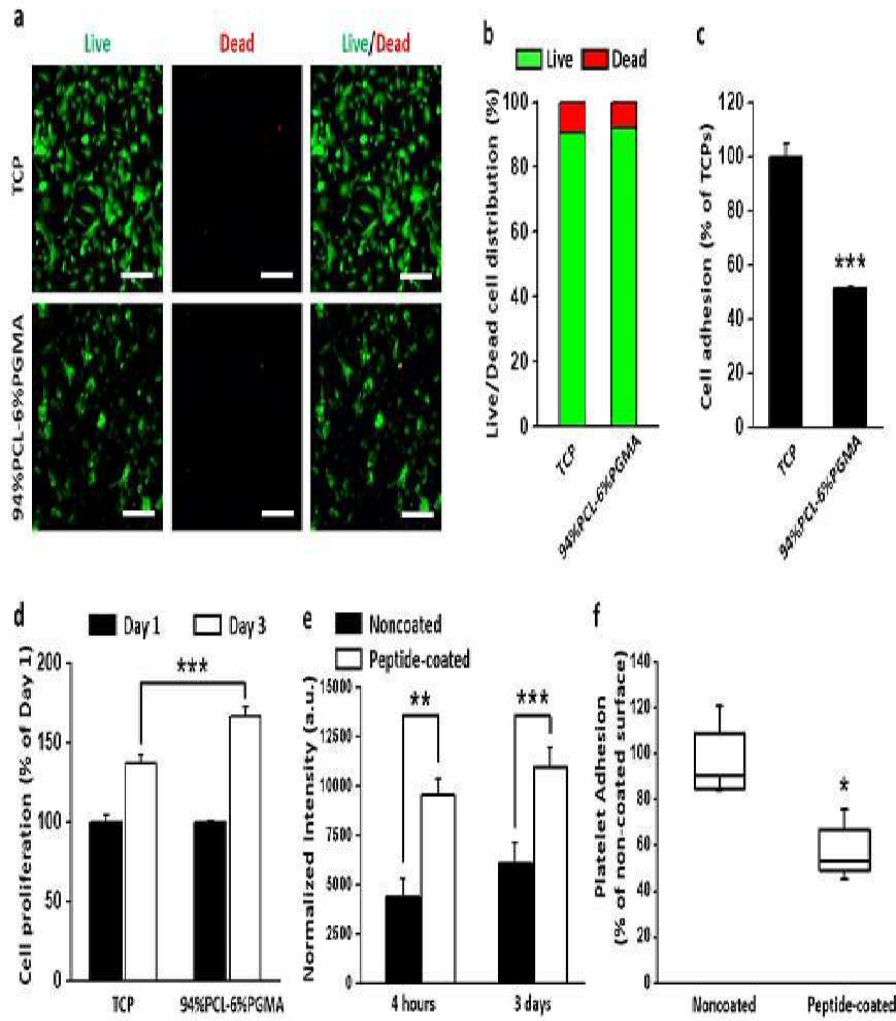 a
Live
Dead
Live/Dead
TCP
94%PCL-6%PGMA
b
Live
Dead
Live/Dead cell distribution (%)
100
80
60
40
20
0
TCP
94%PCL-6%PGMA
c
Cell adhesion (% of TCPs)
120
100
80
60
40
20
0
***
TCP
94%PCL-6%PGMA
d
Day 1
Day 3
Cell proliferation (% of Day 1)
200
150
100
50
0
***
TCP
94%PCL-6%PGMA
e
Noncoated
Peptide-coated
Normalized Intensity (a.u.)
15000
12500
10000
7500
5000
2500
0
**
***
4 hours
3 days
f
Platelet Adhesion
(% of non-coated surface)
140
120
100
80
60
40
20
0
*
Noncoated
Peptide-coated